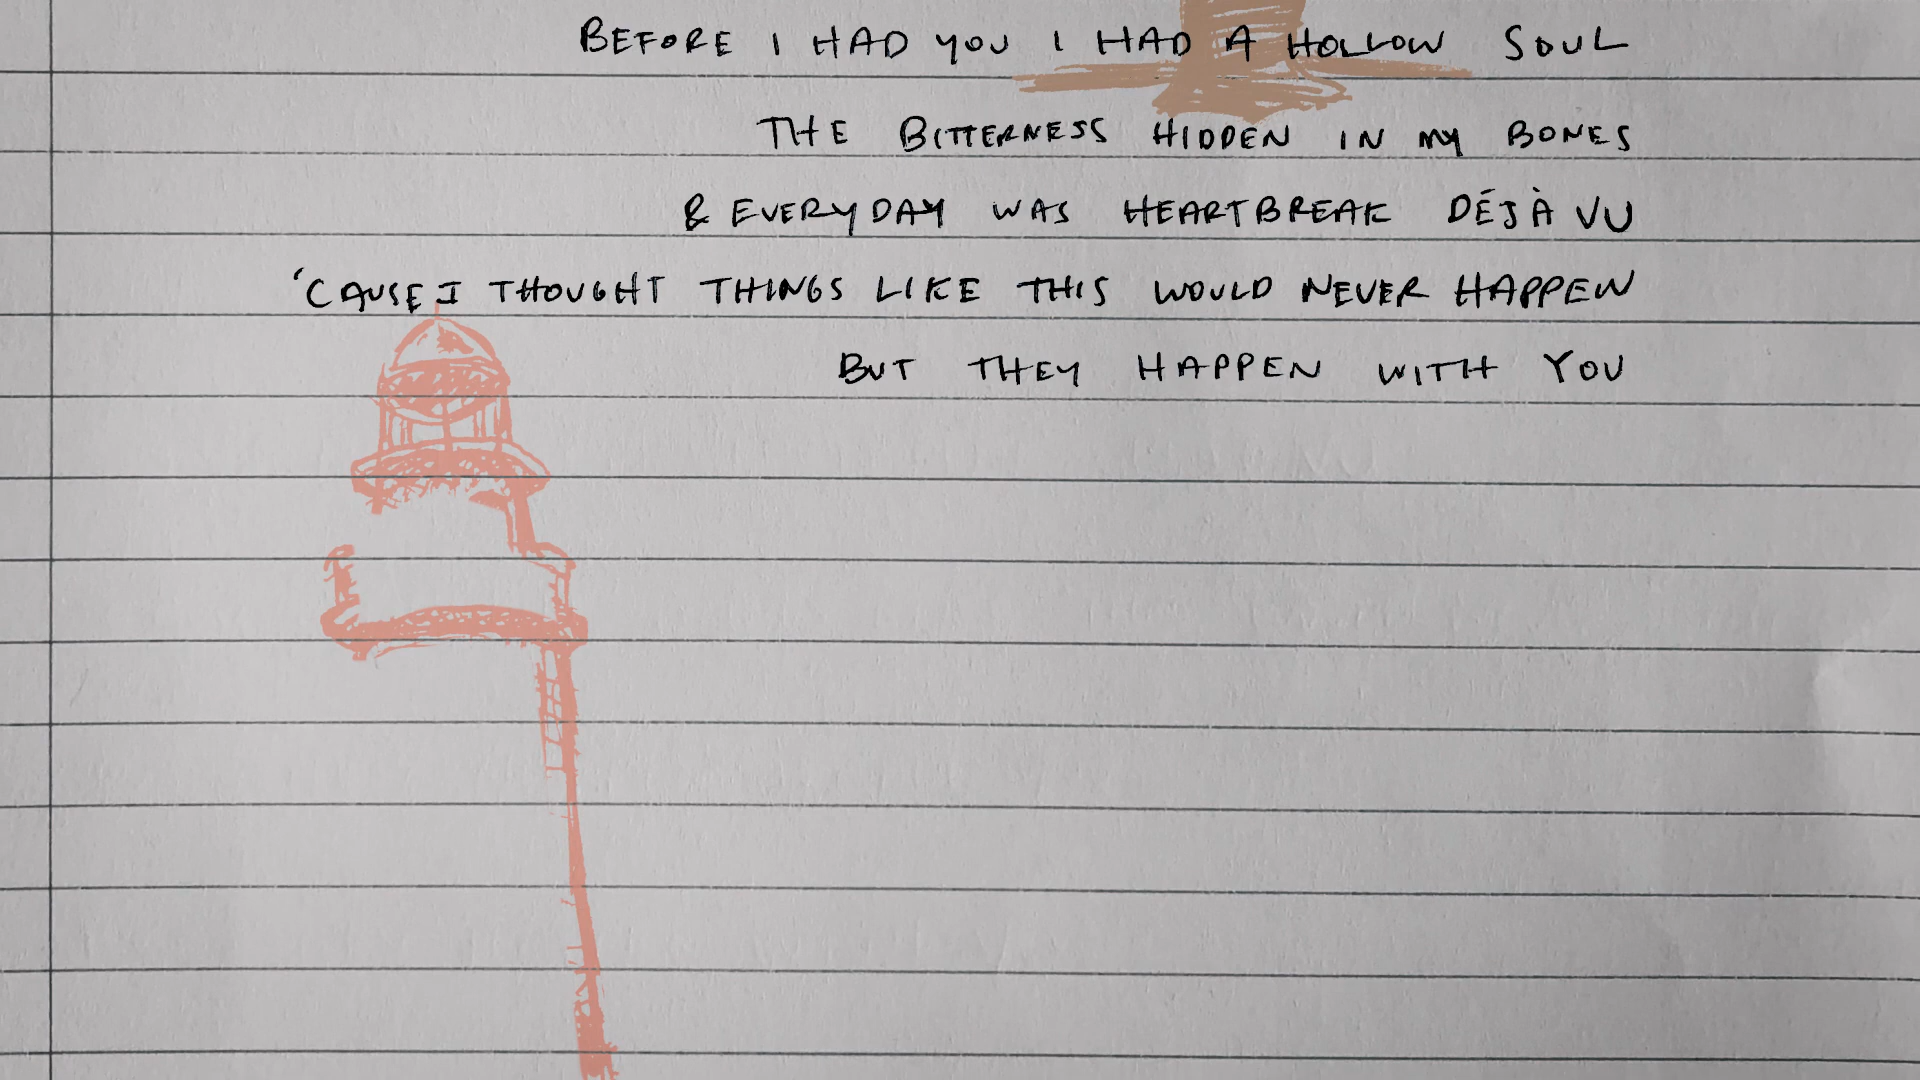 BEFORE I HAD YOU I HAD A HOLLOW SOUL
THE BITTERNESS HIDDEN IN MY BONES
& EVERYDAY WAS HEARTBREAK DÉJÀ VU
'CAUSE I THOUGHT THINGS LIKE THIS WOULD NEVER HAPPEN
BUT THEY HAPPEN WITH YOU